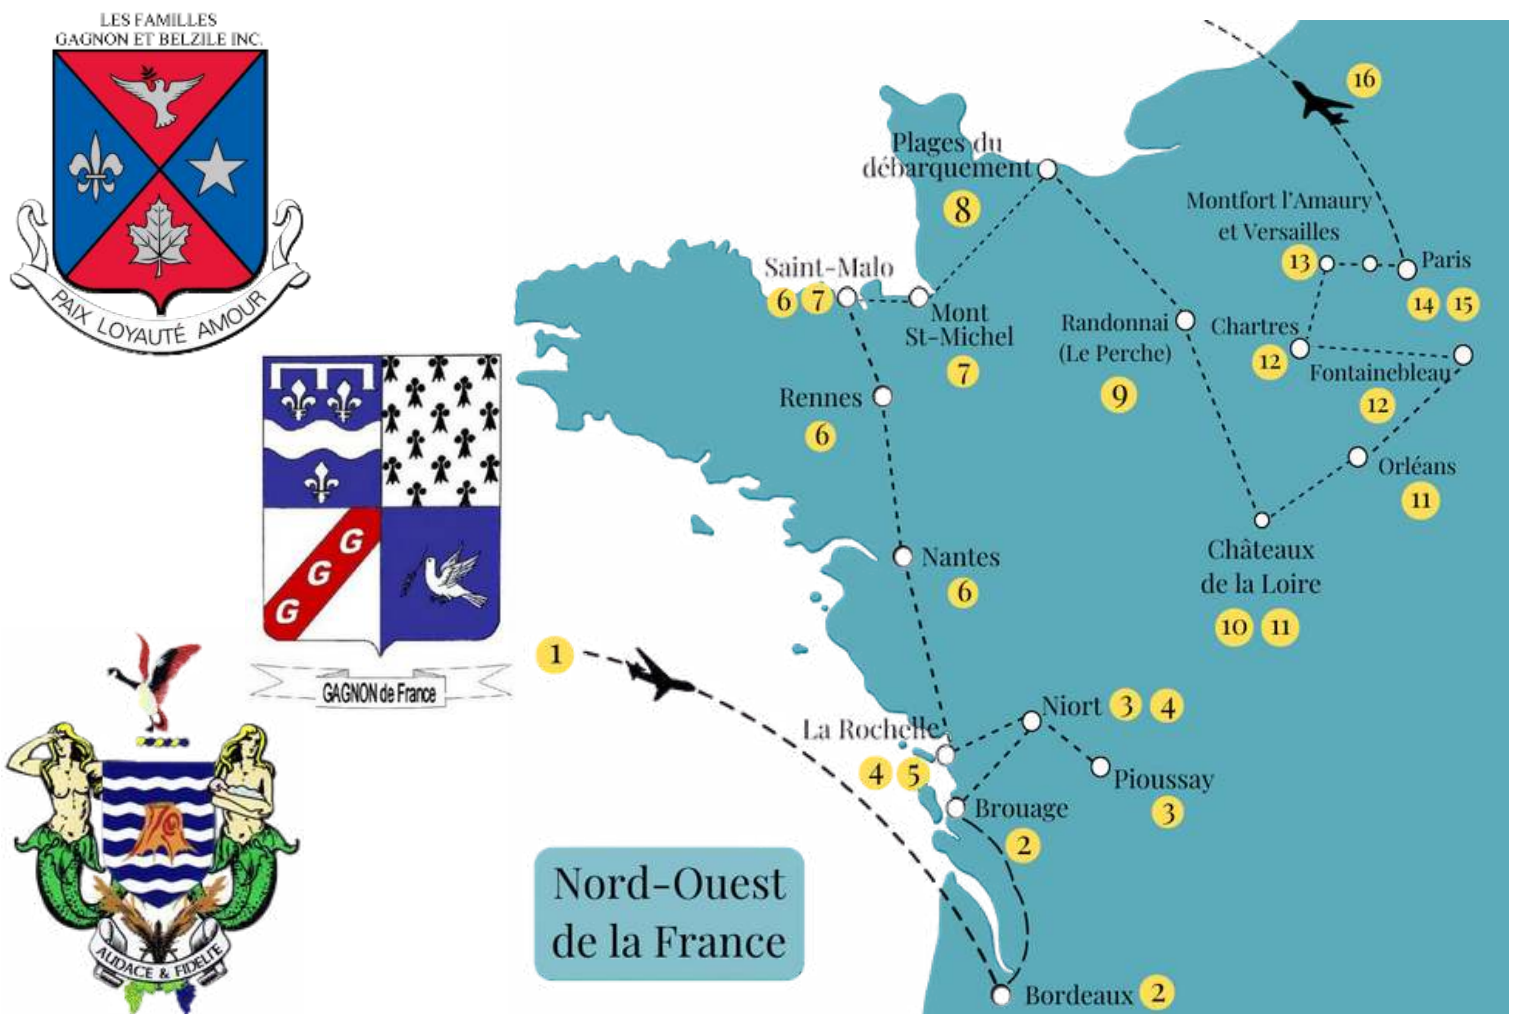 LES FAMILLES
GAGNON ET BELZILE INC.
PAIX LOYAUTÉ AMOUR
G
G
G
GAGNON de France
AUDACE & FIDELITE
16
Plages du
débarquement
8
Montfort l'Amaury
et Versailles
13
Paris
14 15
Saint-Malo
6 7
Mont
St-Michel
7
Randonnai
(Le Perche)
9
Chartres
12
Fontainebleau
12
Rennes
6
Orléans
11
Nantes
6
Châteaux
de la Loire
10 11
1
Niort 3 4
La Rochelle
4 5
Pioussay
3
Brouage
2
Nord-Ouest
de la France
Bordeaux 2